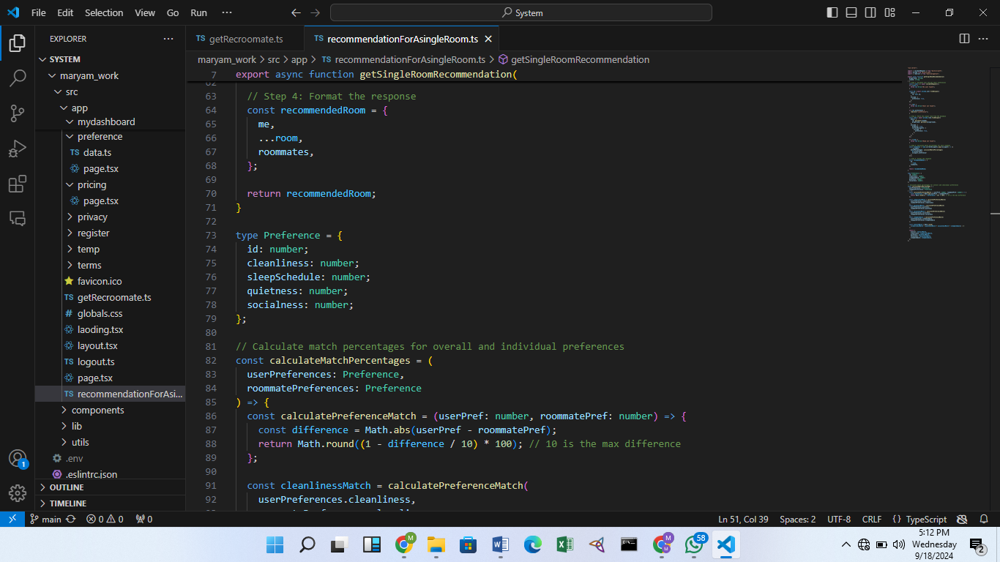 File Edit Selection View Go Run ··· System
EXPLORER ···
SYSTEM
maryam_work
src
app
mydashboard
preference
TS data.ts
page.tsx
pricing
page.tsx
privacy
register
temp
terms
favicon.ico
TS getRecroomate.ts
# globals.css
laoding.tsx
layout.tsx
TS logout.ts
page.tsx
TS recommendationForAsi...
components
lib
utils
.env
.eslintrc.json
OUTLINE
TIMELINE
TS getRecroomate.ts TS recommendationForAsingleRoom.ts
maryam_work > src > app > TS recommendationForAsingleRoom.ts > getSingleRoomRecommendation
7 export async function getSingleRoomRecommendation(
62
63 // Step 4: Format the response
64 const recommendedRoom = {
65 me,
66 ...room,
67 roommates,
68 };
69
70 return recommendedRoom;
71 }
72
73 type Preference = {
74 id: number;
75 cleanliness: number;
76 sleepSchedule: number;
77 quietness: number;
78 socialness: number;
79 };
80
81 // Calculate match percentages for overall and individual preferences
82 const calculateMatchPercentages = (
83 userPreferences: Preference,
84 roommatePreferences: Preference
85 ) => {
86 const calculatePreferenceMatch = (userPref: number, roommatePref: number) => {
87 const difference = Math.abs(userPref - roommatePref);
88 return Math.round((1 - difference / 10) * 100); // 10 is the max difference
89 };
90
91 const cleanlinessMatch = calculatePreferenceMatch(
92 userPreferences.cleanliness,
1
main 0 0 0 Ln 51, Col 39 Spaces: 2 UTF-8 CRLF {} TypeScript
M M 58
5:12 PM
Wednesday
9/18/2024
2